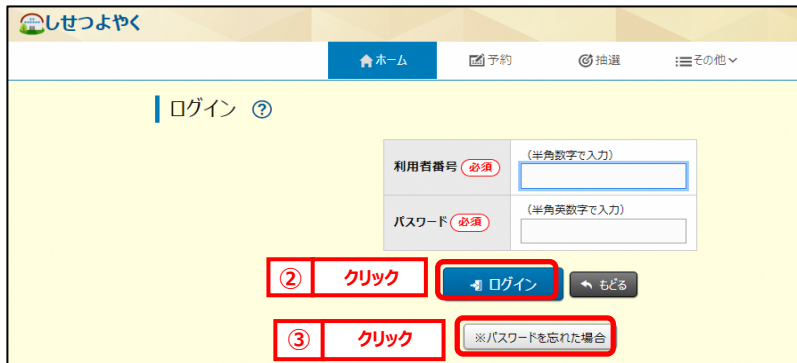 しせつよやく
ホーム 予約 抽選 その他
ログイン ?
利用者番号 必須 (半角数字で入力)
パスワード 必須 (半角英数字で入力)
② クリック ログイン もどる
③ クリック ※パスワードを忘れた場合